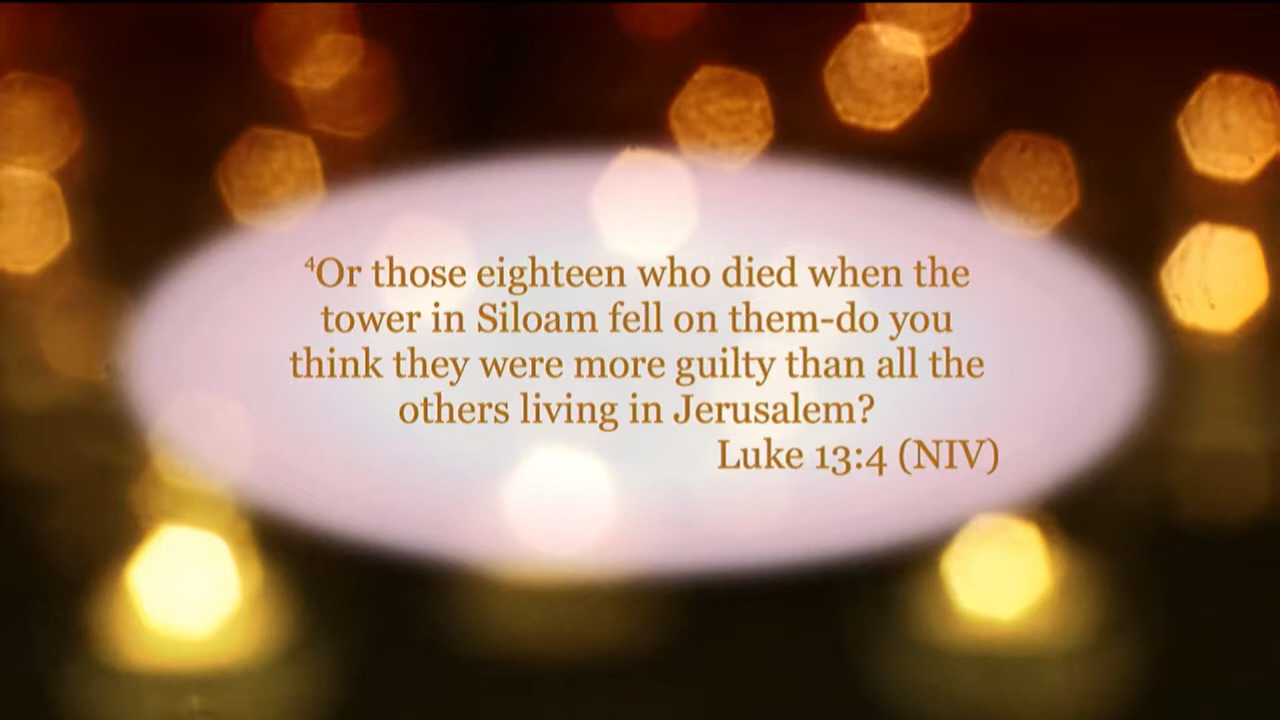 ⁴Or those eighteen who died when the
tower in Siloam fell on them-do you
think they were more guilty than all the
others living in Jerusalem?
Luke 13:4 (NIV)